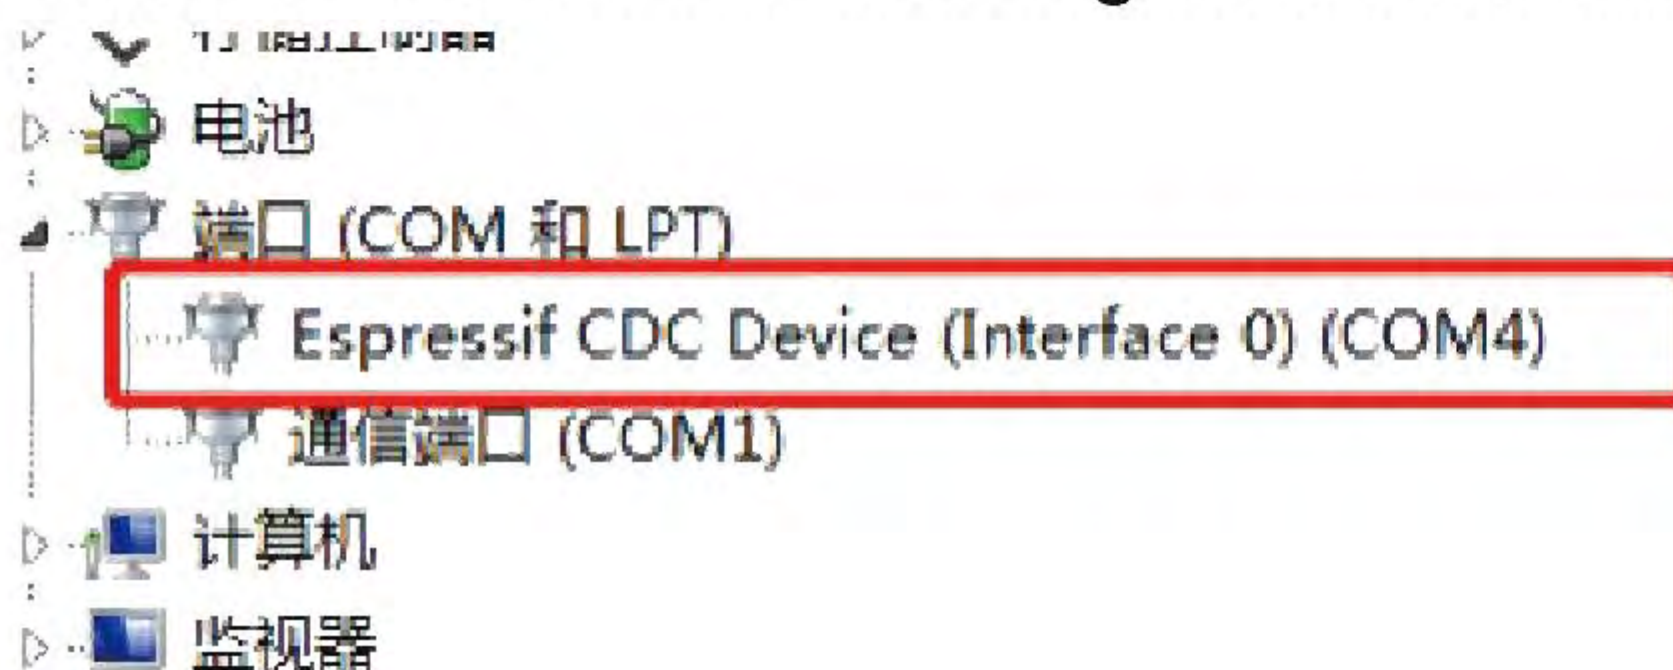 电池
端口 (COM 和 LPT)
Espressif CDC Device (Interface 0) (COM4)
通信端口 (COM1)
计算机
监视器